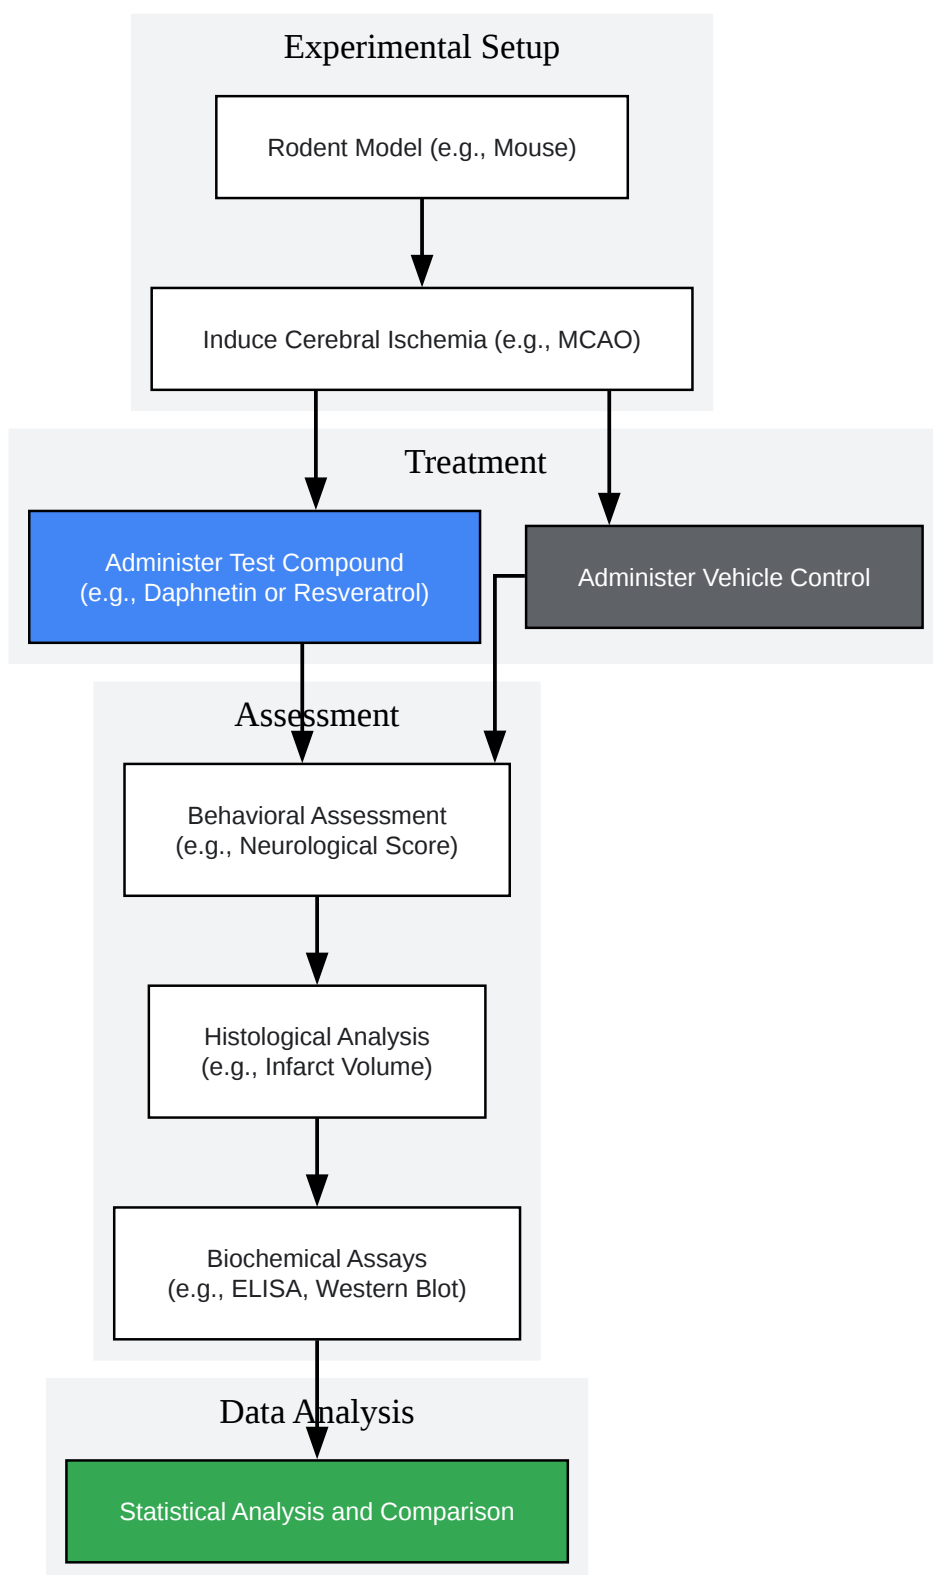 Experimental Setup
Rodent Model (e.g., Mouse)
Induce Cerebral Ischemia (e.g., MCAO)
Treatment
Administer Test Compound
(e.g., Daphnetin or Resveratrol)
Administer Vehicle Control
Assessment
Behavioral Assessment
(e.g., Neurological Score)
Histological Analysis
(e.g., Infarct Volume)
Biochemical Assays
(e.g., ELISA, Western Blot)
Data Analysis
Statistical Analysis and Comparison